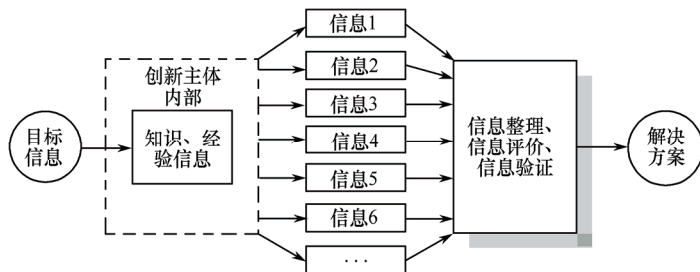 目标
信息
创新主体
内部
知识、经
验信息
信息1
信息2
信息3
信息4
信息5
信息6
···
信息整理、
信息评价、
信息验证
解决
方案